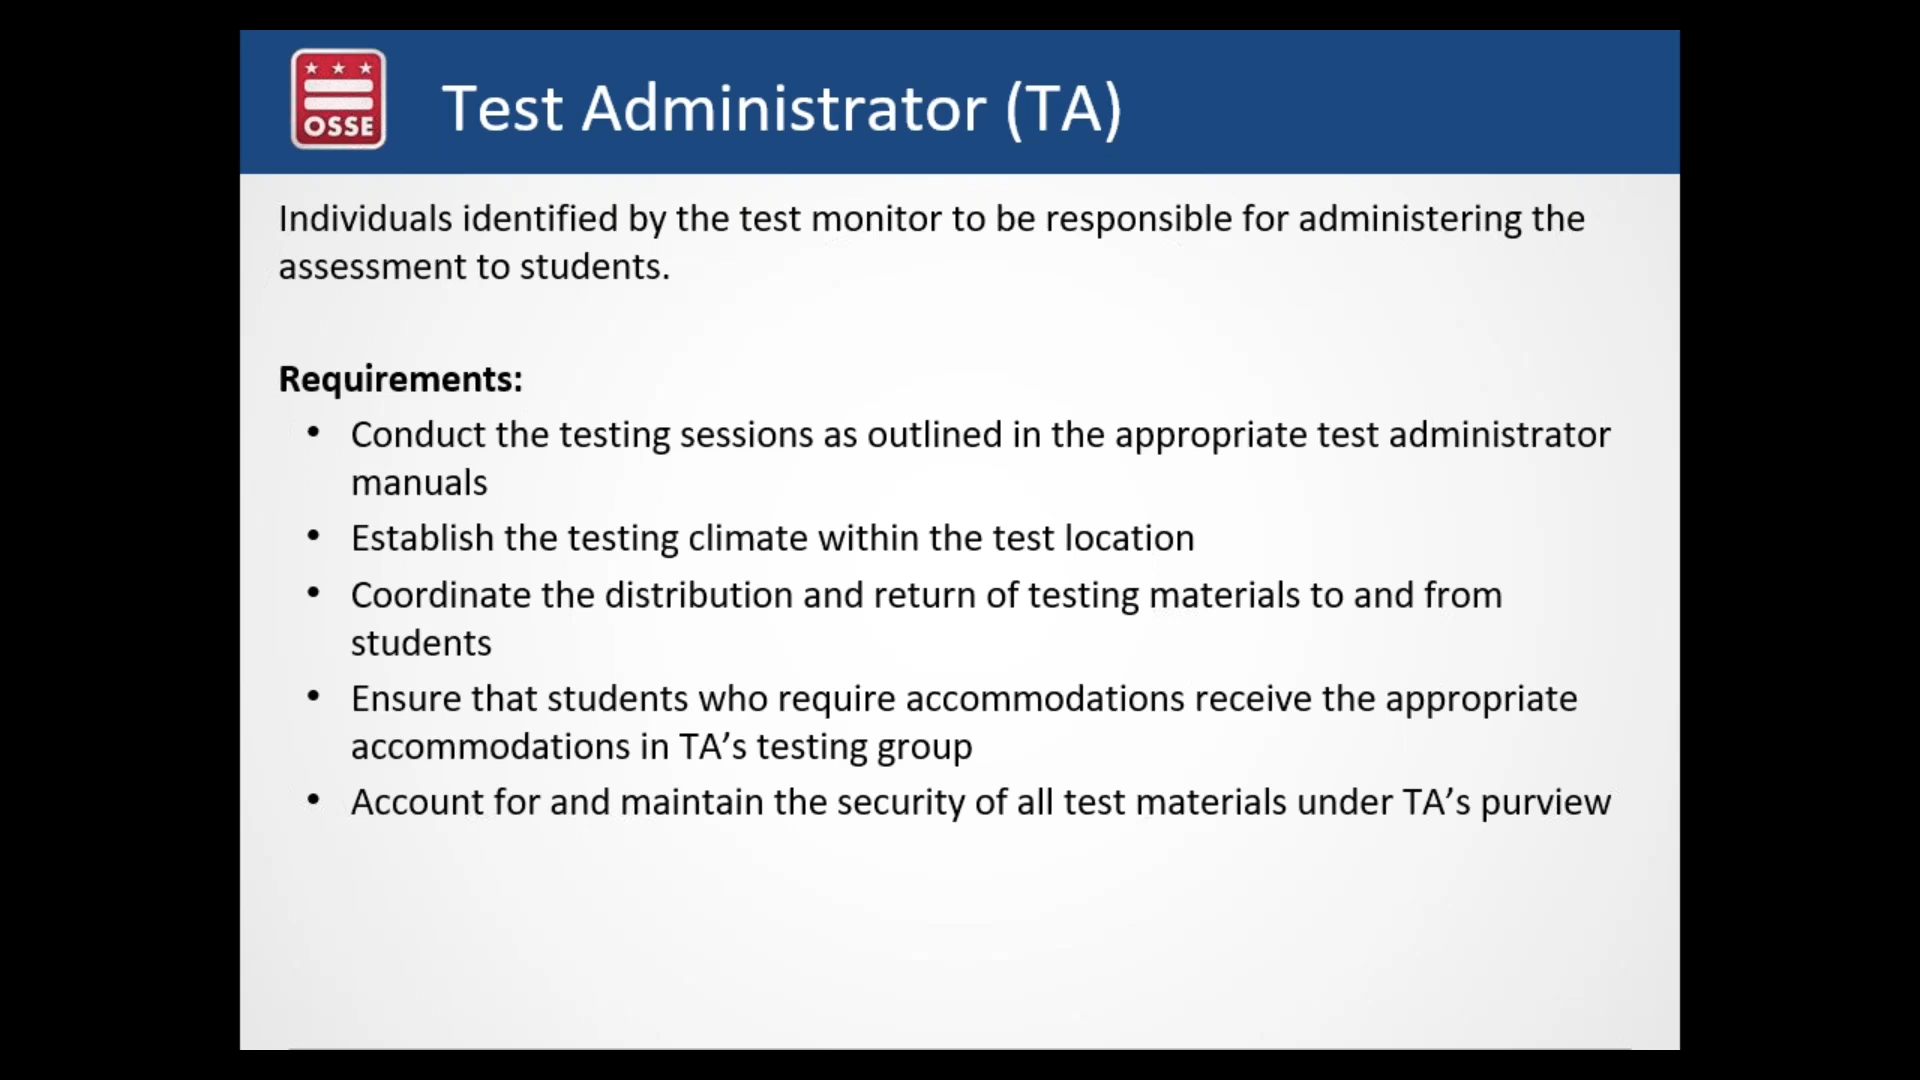 OSSE
Test Administrator (TA)
Individuals identified by the test monitor to be responsible for administering the
assessment to students.
Requirements:
• Conduct the testing sessions as outlined in the appropriate test administrator
manuals
• Establish the testing climate within the test location
• Coordinate the distribution and return of testing materials to and from
students
• Ensure that students who require accommodations receive the appropriate
accommodations in TA’s testing group
• Account for and maintain the security of all test materials under TA’s purview